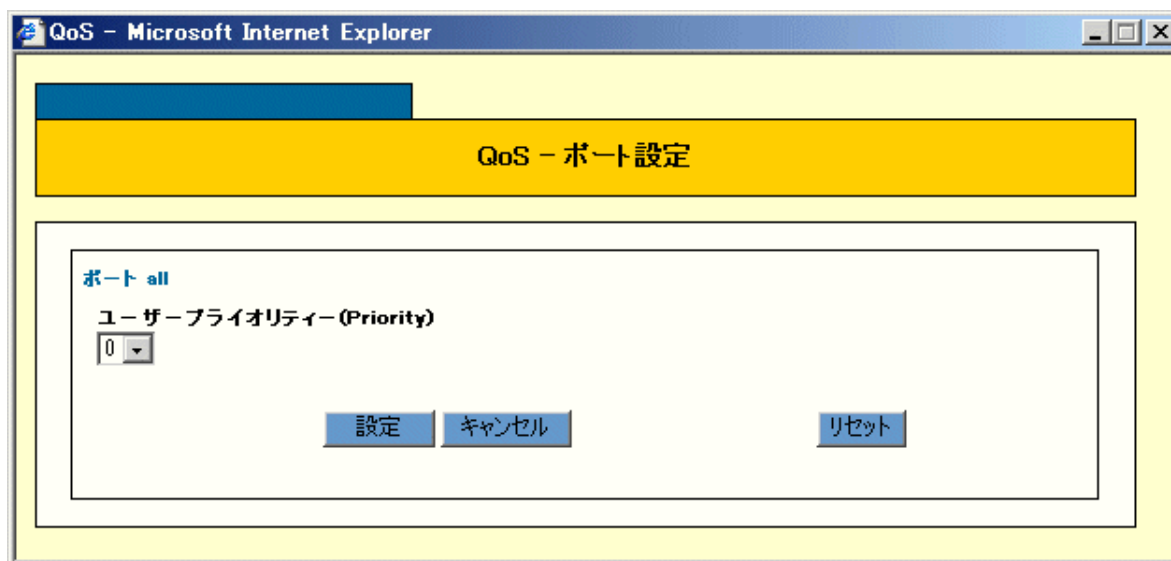 QoS - Microsoft Internet Explorer
QoS - ポート設定
ポート all
ユーザープライオリティー(Priority)
0
設定 キャンセル リセット